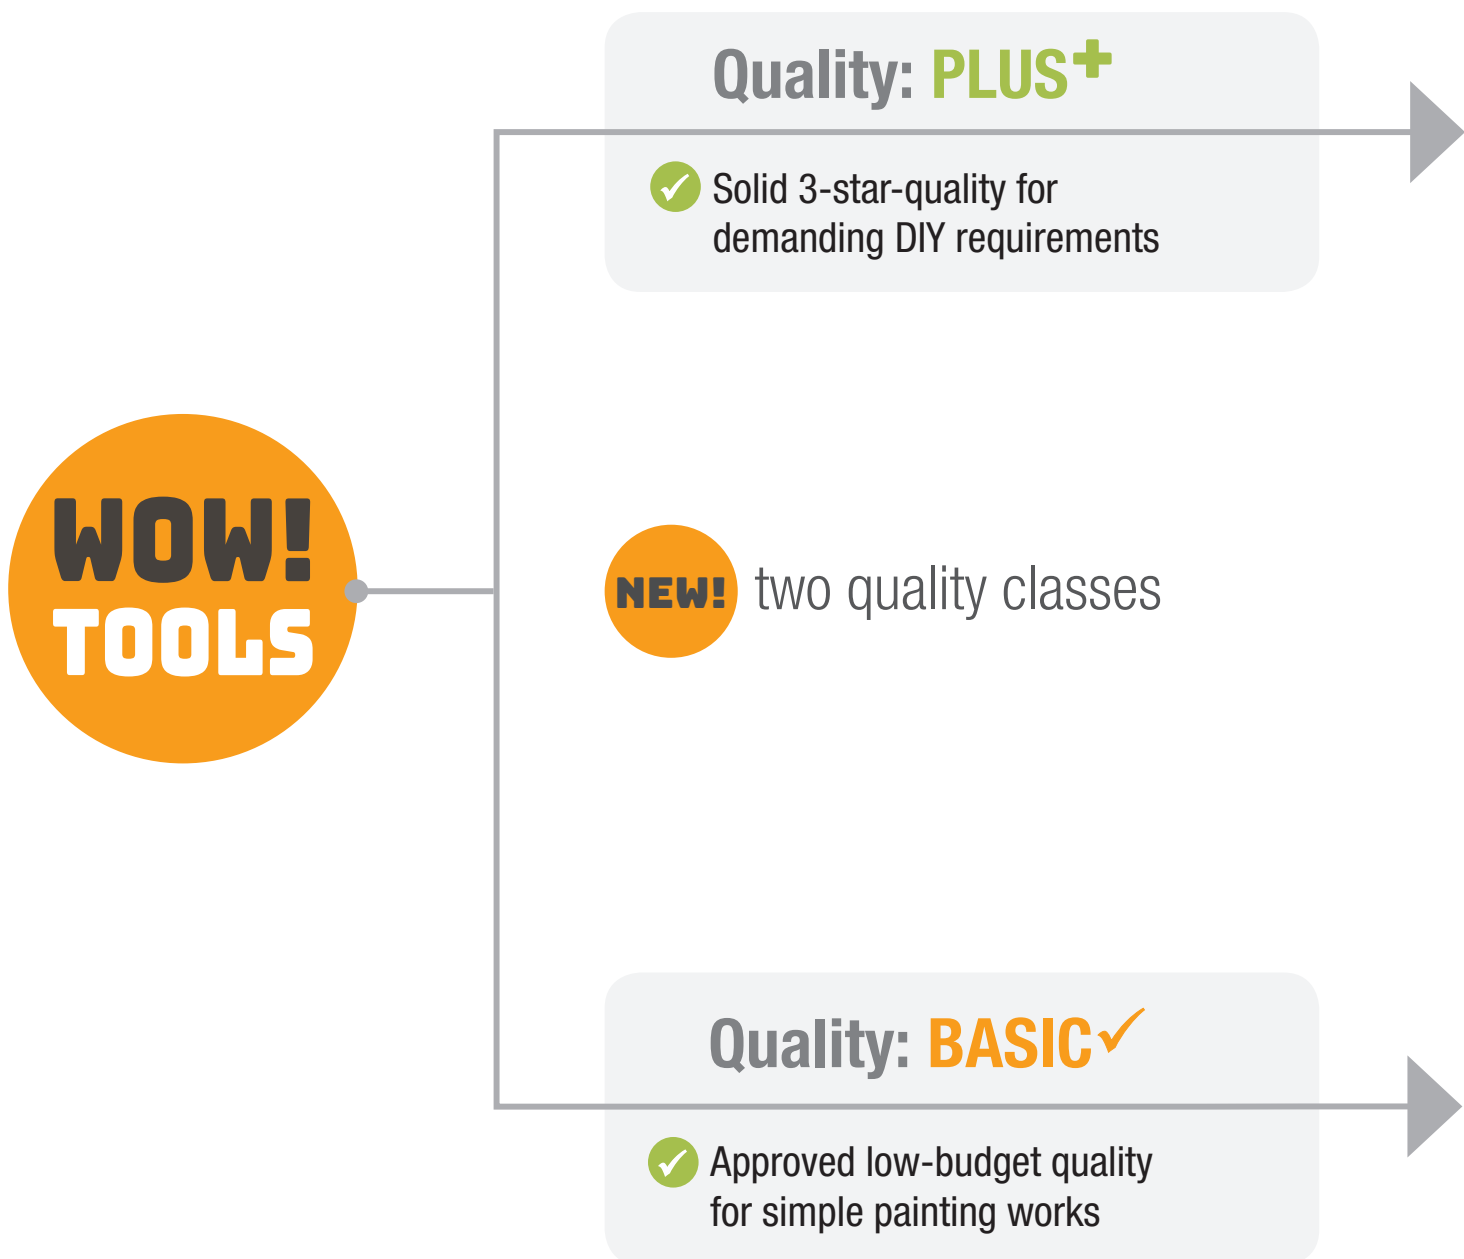 Quality: PLUS+
Solid 3-star-quality for
demanding DIY requirements
WOW!
TOOLS
NEW! two quality classes
Quality: BASIC✓
Approved low-budget quality
for simple painting works